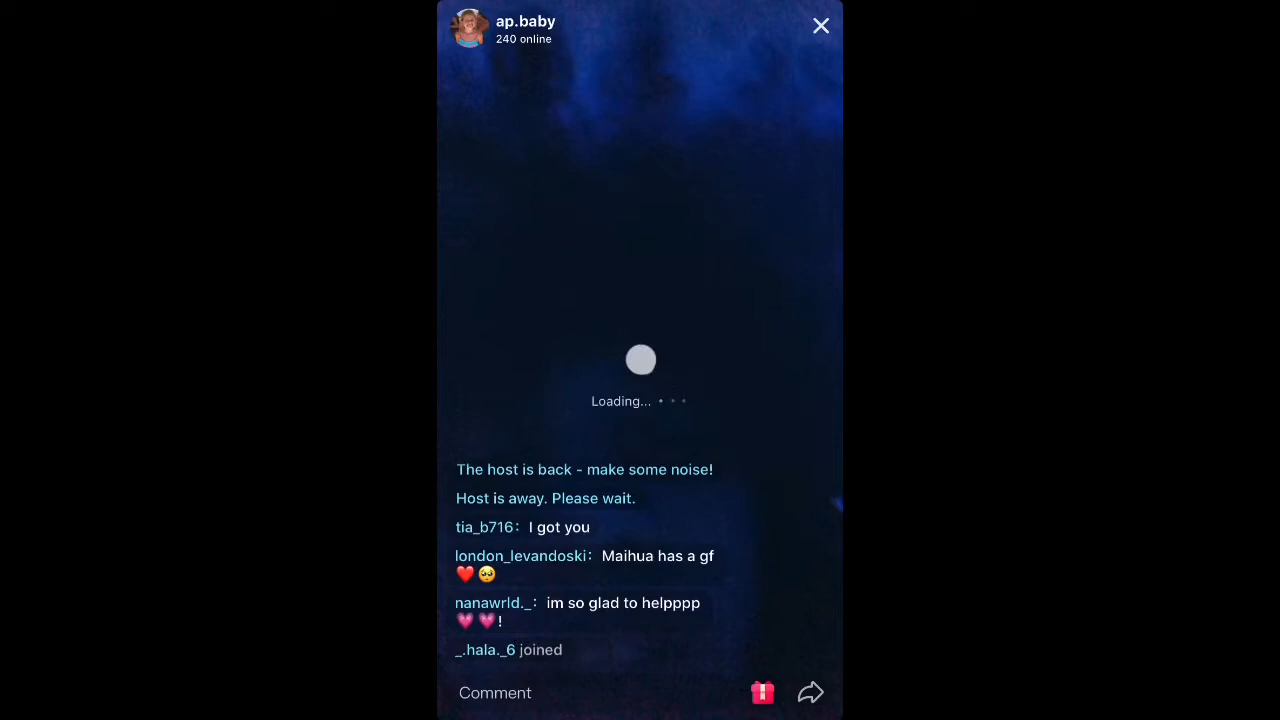 ap.baby
240 online
Loading...
The host is back - make some noise!
Host is away. Please wait.
tia_b716: I got you
london_levandoski: Maihua has a gf
❤️🥺
nanawrld._: im so glad to helpppp
💗💗!
_.hala._6 joined
Comment